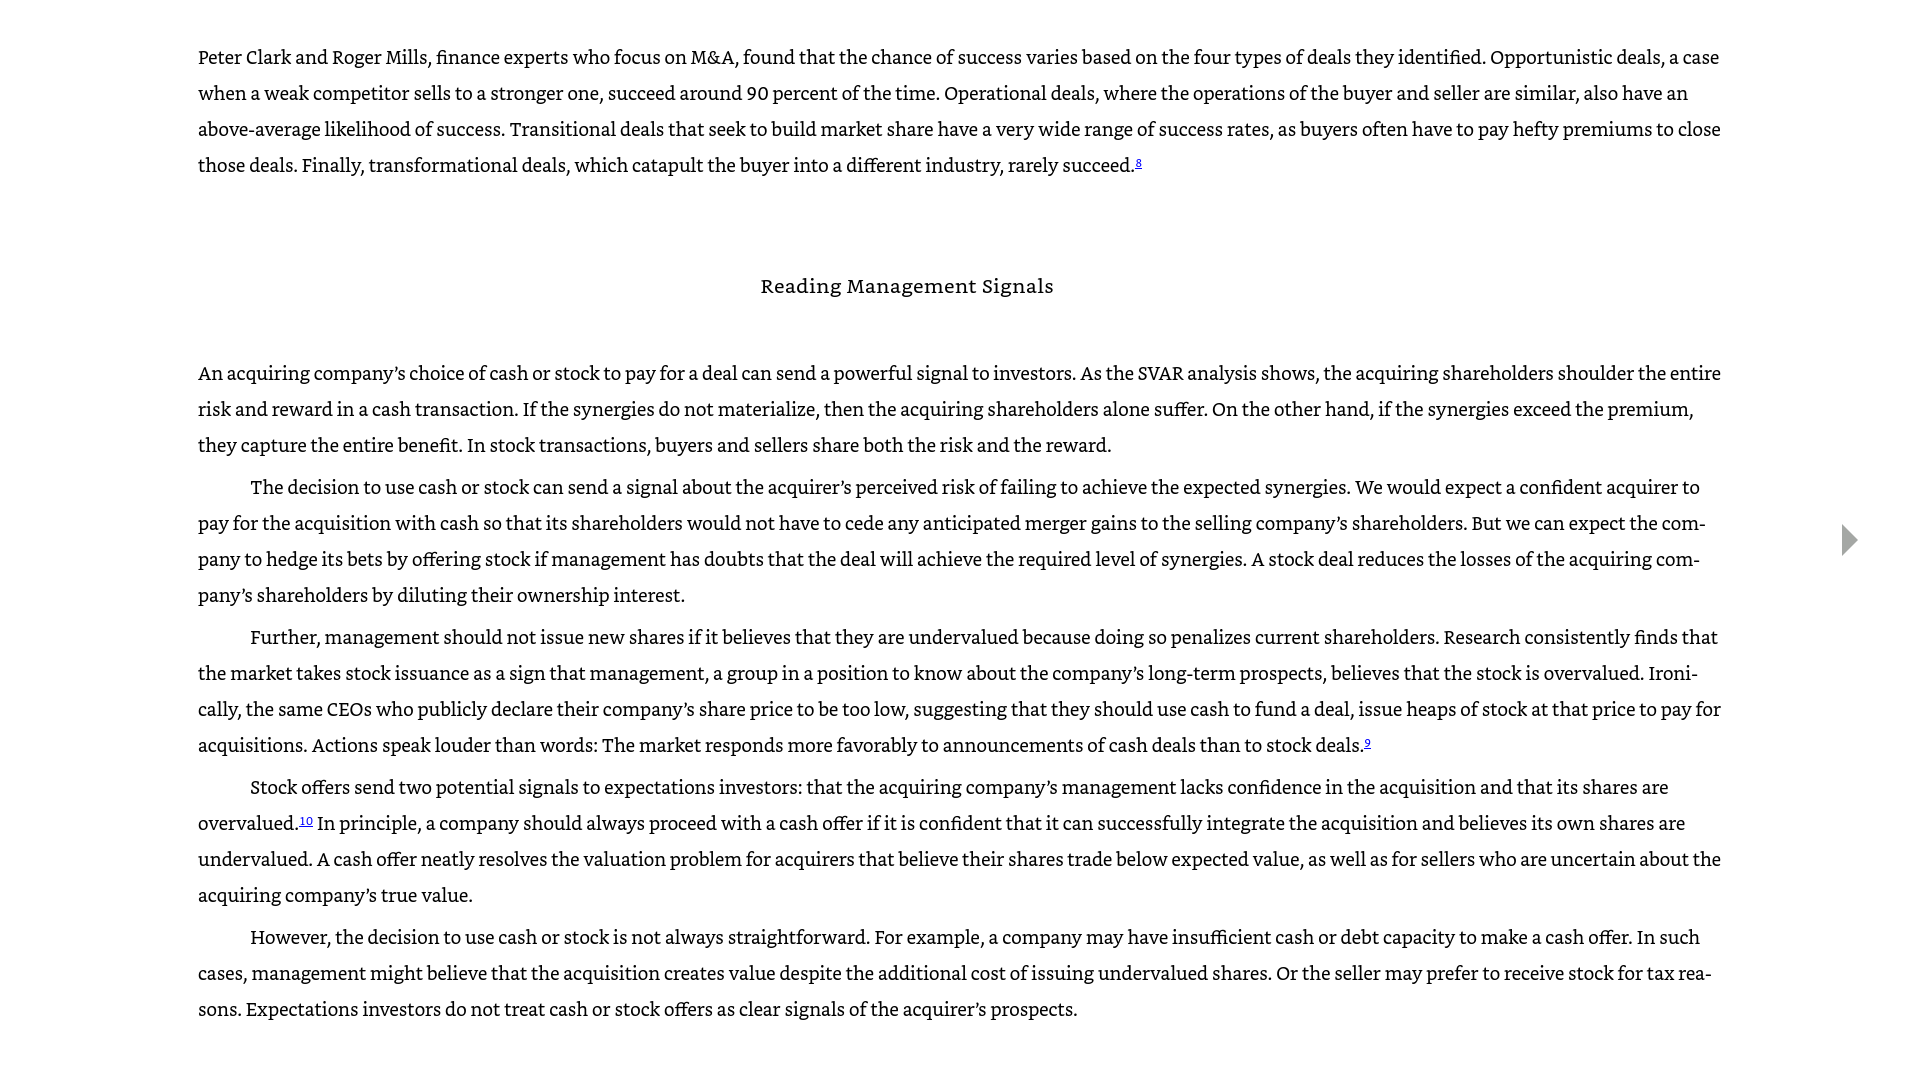 Peter Clark and Roger Mills, finance experts who focus on M&A, found that the chance of success varies based on the four types of deals they identified. Opportunistic deals, a case
when a weak competitor sells to a stronger one, succeed around 90 percent of the time. Operational deals, where the operations of the buyer and seller are similar, also have an
above-average likelihood of success. Transitional deals that seek to build market share have a very wide range of success rates, as buyers often have to pay hefty premiums to close
those deals. Finally, transformational deals, which catapult the buyer into a different industry, rarely succeed.8
Reading Management Signals
An acquiring company’s choice of cash or stock to pay for a deal can send a powerful signal to investors. As the SVAR analysis shows, the acquiring shareholders shoulder the entire
risk and reward in a cash transaction. If the synergies do not materialize, then the acquiring shareholders alone suffer. On the other hand, if the synergies exceed the premium,
they capture the entire benefit. In stock transactions, buyers and sellers share both the risk and the reward.
The decision to use cash or stock can send a signal about the acquirer’s perceived risk of failing to achieve the expected synergies. We would expect a confident acquirer to
pay for the acquisition with cash so that its shareholders would not have to cede any anticipated merger gains to the selling company’s shareholders. But we can expect the com-
pany to hedge its bets by offering stock if management has doubts that the deal will achieve the required level of synergies. A stock deal reduces the losses of the acquiring com-
pany’s shareholders by diluting their ownership interest.
Further, management should not issue new shares if it believes that they are undervalued because doing so penalizes current shareholders. Research consistently finds that
the market takes stock issuance as a sign that management, a group in a position to know about the company’s long-term prospects, believes that the stock is overvalued. Ironi-
cally, the same CEOs who publicly declare their company’s share price to be too low, suggesting that they should use cash to fund a deal, issue heaps of stock at that price to pay for
acquisitions. Actions speak louder than words: The market responds more favorably to announcements of cash deals than to stock deals.9
Stock offers send two potential signals to expectations investors: that the acquiring company’s management lacks confidence in the acquisition and that its shares are
overvalued.10 In principle, a company should always proceed with a cash offer if it is confident that it can successfully integrate the acquisition and believes its own shares are
undervalued. A cash offer neatly resolves the valuation problem for acquirers that believe their shares trade below expected value, as well as for sellers who are uncertain about the
acquiring company’s true value.
However, the decision to use cash or stock is not always straightforward. For example, a company may have insufficient cash or debt capacity to make a cash offer. In such
cases, management might believe that the acquisition creates value despite the additional cost of issuing undervalued shares. Or the seller may prefer to receive stock for tax rea-
sons. Expectations investors do not treat cash or stock offers as clear signals of the acquirer’s prospects.